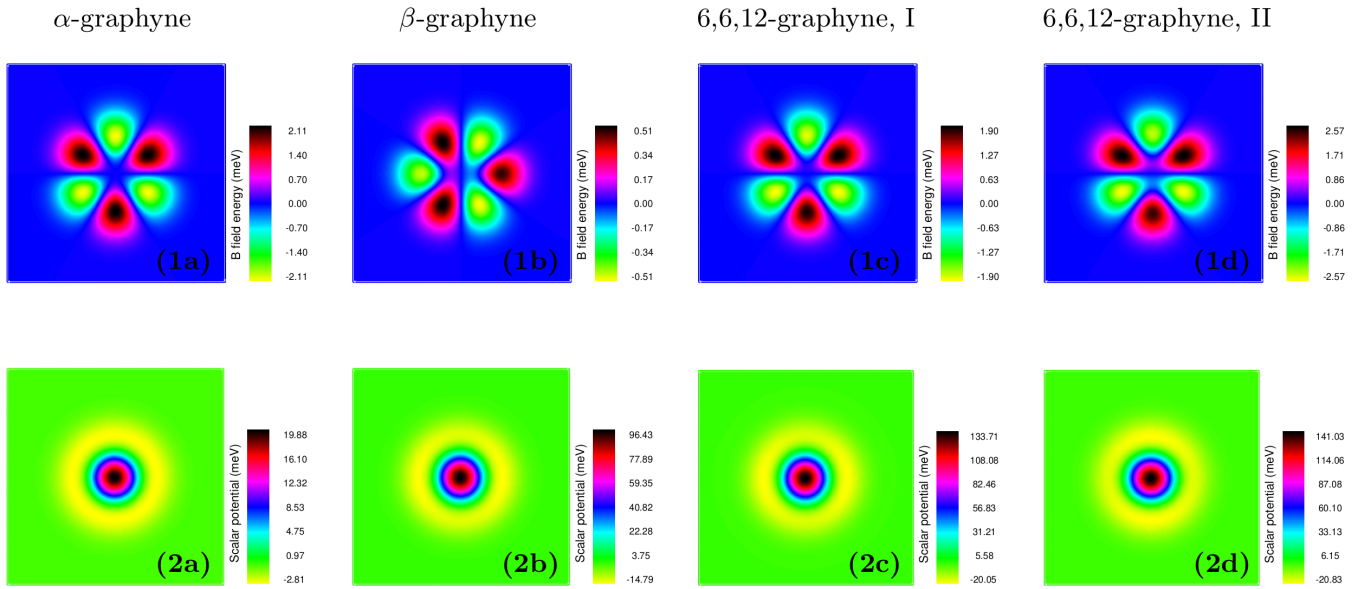 α-graphyne
β-graphyne
6,6,12-graphyne, I
6,6,12-graphyne, II
(1a)
B field energy (meV)
2.11
1.40
0.70
0.00
-0.70
-1.40
-2.11
(1b)
B field energy (meV)
0.51
0.34
0.17
0.00
-0.17
-0.34
-0.51
(1c)
B field energy (meV)
1.90
1.27
0.63
0.00
-0.63
-1.27
-1.90
(1d)
B field energy (meV)
2.57
1.71
0.86
0.00
-0.86
-1.71
-2.57
(2a)
Scalar potential (meV)
19.88
16.10
12.32
8.53
4.75
0.97
-2.81
(2b)
Scalar potential (meV)
96.43
77.89
59.35
40.82
22.28
3.75
-14.79
(2c)
Scalar potential (meV)
133.71
108.08
82.46
56.83
31.21
5.58
-20.05
(2d)
Scalar potential (meV)
141.03
114.06
87.08
60.10
33.13
6.15
-20.83